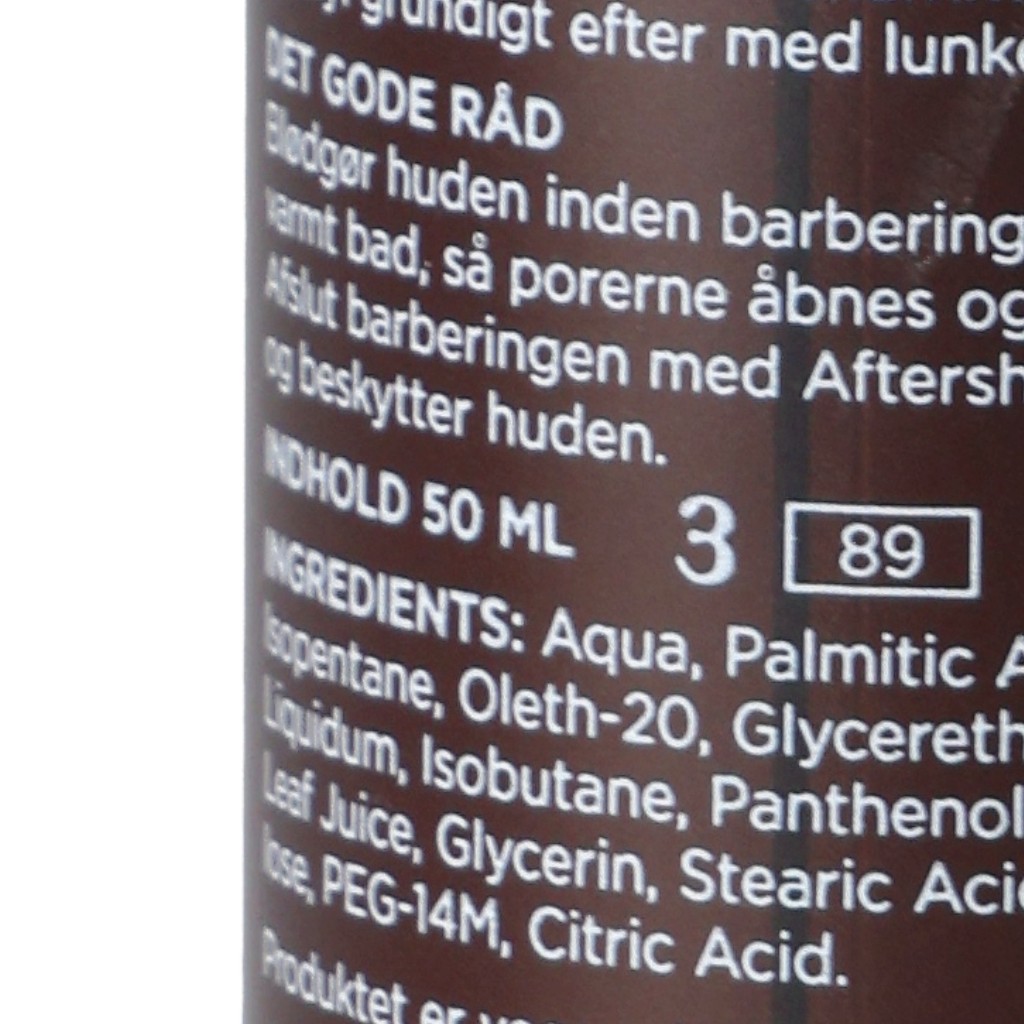 grundigt efter med lunke
DET GODE RÅD
Blødgør huden inden barbering
varmt bad, så porerne åbnes og
Afslut barberingen med Aftersh
og beskytter huden.
INDHOLD 50 ML 3 89
INGREDIENTS: Aqua, Palmitic A
Isopentane, Oleth-20, Glycereth
Liquidum, Isobutane, Panthenol
Leaf Juice, Glycerin, Stearic Acid
lose, PEG-14M, Citric Acid.
Produktet er